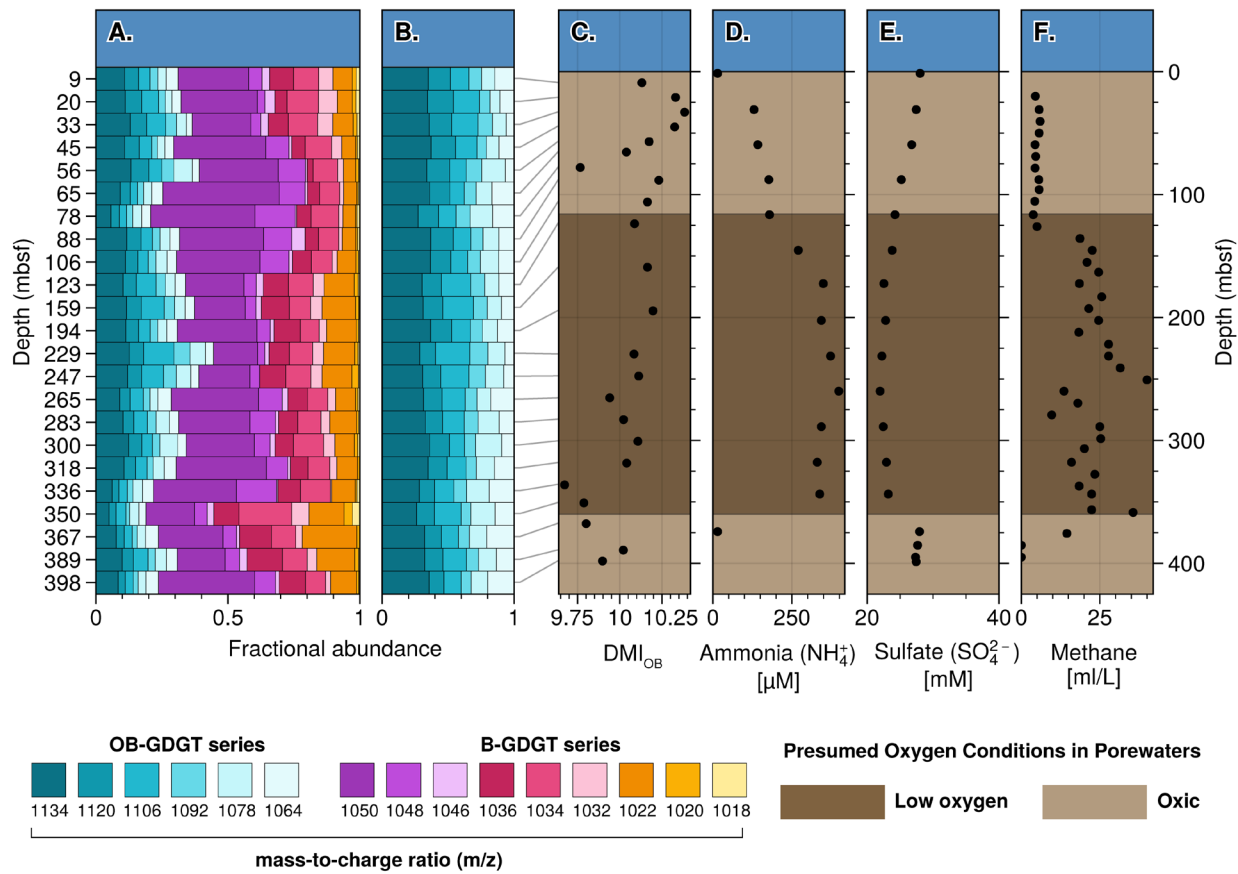 A. B. C. D. E. F.
Depth (mbsf)
9
20
33
45
56
65
78
88
106
123
159
194
229
247
265
283
300
318
336
350
367
389
398
0
100
200
300
400
Depth (mbsf)
0 0.5 1 0 1 9.75 10 10.25 0 250 20 40 0 25
Fractional abundance
DMI_OB
Ammonia (NH₄⁺)
[µM]
Sulfate (SO₄²⁻)
[mM]
Methane
[ml/L]
OB-GDGT series
1134 1120 1106 1092 1078 1064
B-GDGT series
1050 1048 1046 1036 1034 1032 1022 1020 1018
mass-to-charge ratio (m/z)
Presumed Oxygen Conditions in Porewaters
Low oxygen
Oxic